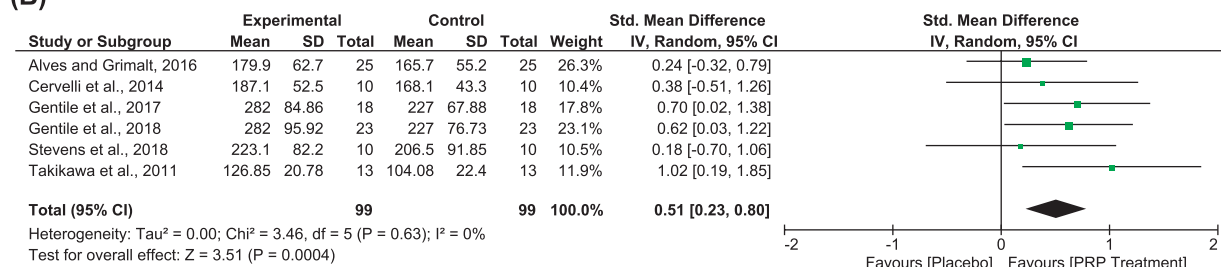 (B)
Experimental Control Std. Mean Difference Std. Mean Difference
Study or Subgroup Mean SD Total Mean SD Total Weight IV, Random, 95% CI IV, Random, 95% CI
Alves and Grimalt, 2016 179.9 62.7 25 165.7 55.2 25 26.3% 0.24 [-0.32, 0.79]
Cervelli et al., 2014 187.1 52.5 10 168.1 43.3 10 10.4% 0.38 [-0.51, 1.26]
Gentile et al. 2017 282 84.86 18 227 67.88 18 17.8% 0.70 [0.02, 1.38]
Gentile et al. 2018 282 95.92 23 227 76.73 23 23.1% 0.62 [0.03, 1.22]
Stevens et al., 2018 223.1 82.2 10 206.5 91.85 10 10.5% 0.18 [-0.70, 1.06]
Takikawa et al., 2011 126.85 20.78 13 104.08 22.4 13 11.9% 1.02 [0.19, 1.85]
Total (95% CI) 99 99 100.0% 0.51 [0.23, 0.80]
Heterogeneity: Tau² = 0.00; Chi² = 3.46, df = 5 (P = 0.63); I² = 0%
Test for overall effect: Z = 3.51 (P = 0.0004)
-2 -1 0 1 2
Favours [Placebo] Favours [PRP Treatment]